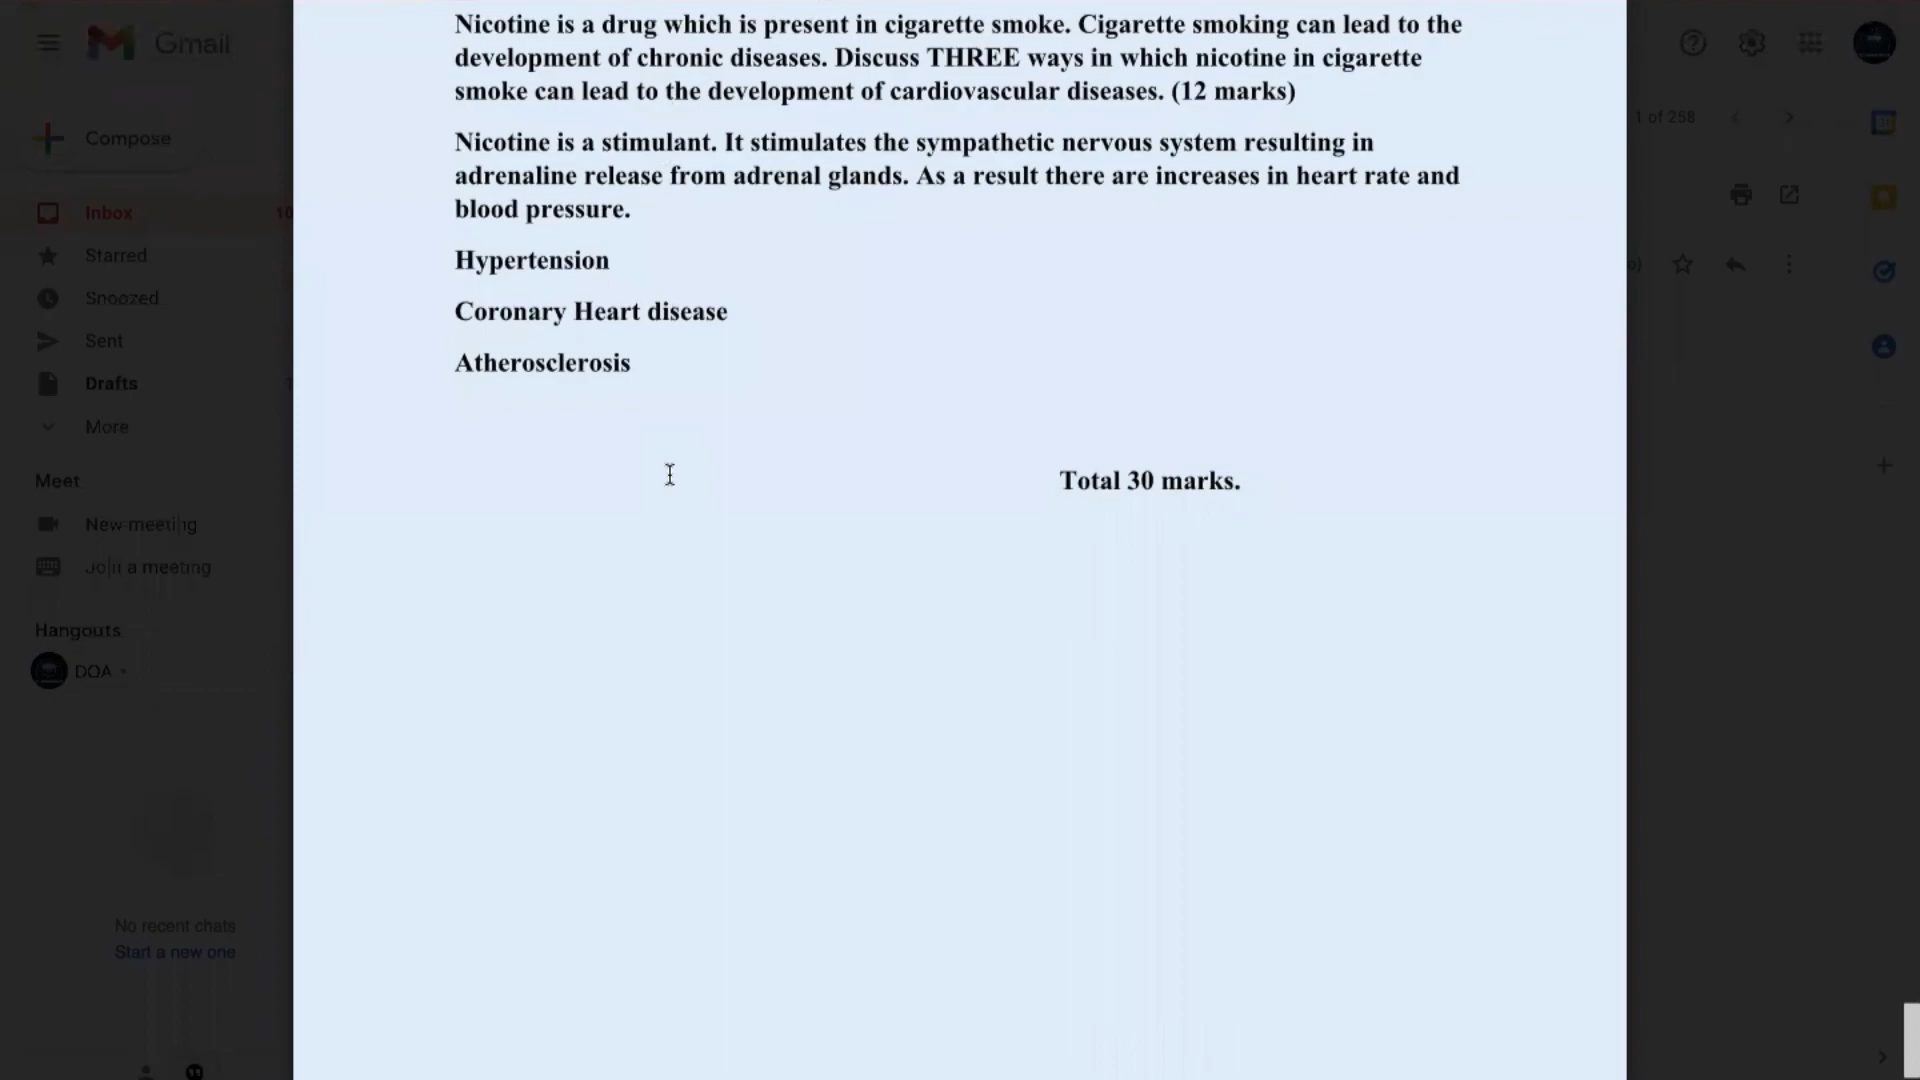 Nicotine is a drug which is present in cigarette smoke. Cigarette smoking can lead to the
development of chronic diseases. Discuss THREE ways in which nicotine in cigarette
smoke can lead to the development of cardiovascular diseases. (12 marks)
Nicotine is a stimulant. It stimulates the sympathetic nervous system resulting in
adrenaline release from adrenal glands. As a result there are increases in heart rate and
blood pressure.
Hypertension
Coronary Heart disease
Atherosclerosis
Total 30 marks.
Gmail
Compose
Inbox
10
Starred
Snoozed
Sent
Drafts
1
More
Meet
New meeting
Join a meeting
Hangouts
DQA
No recent chats
Start a new one
1 of 258